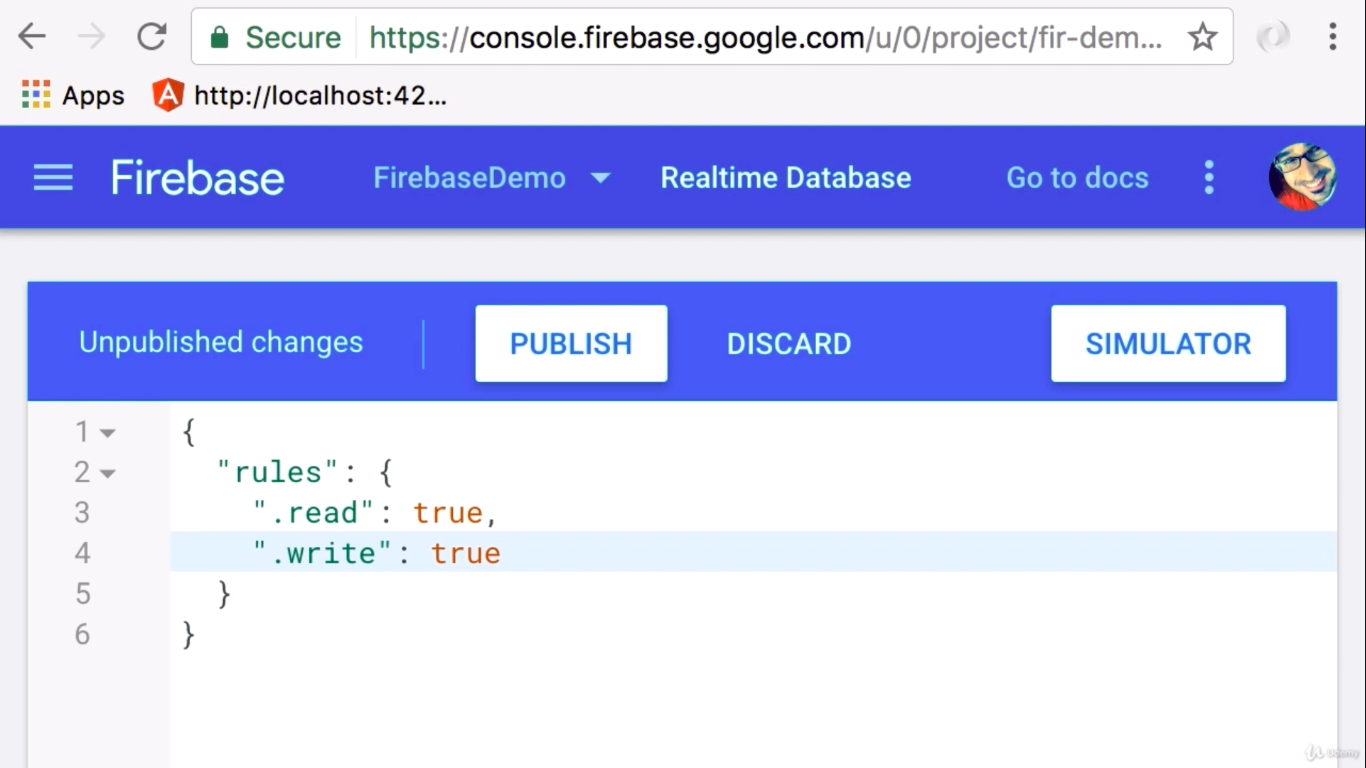 Secure https://console.firebase.google.com/u/0/project/fir-dem...
Apps http://localhost:42...
Firebase FirebaseDemo Realtime Database Go to docs
Unpublished changes PUBLISH DISCARD SIMULATOR
1 {
2 "rules": {
3 ".read": true,
4 ".write": true
5 }
6 }
Udemy